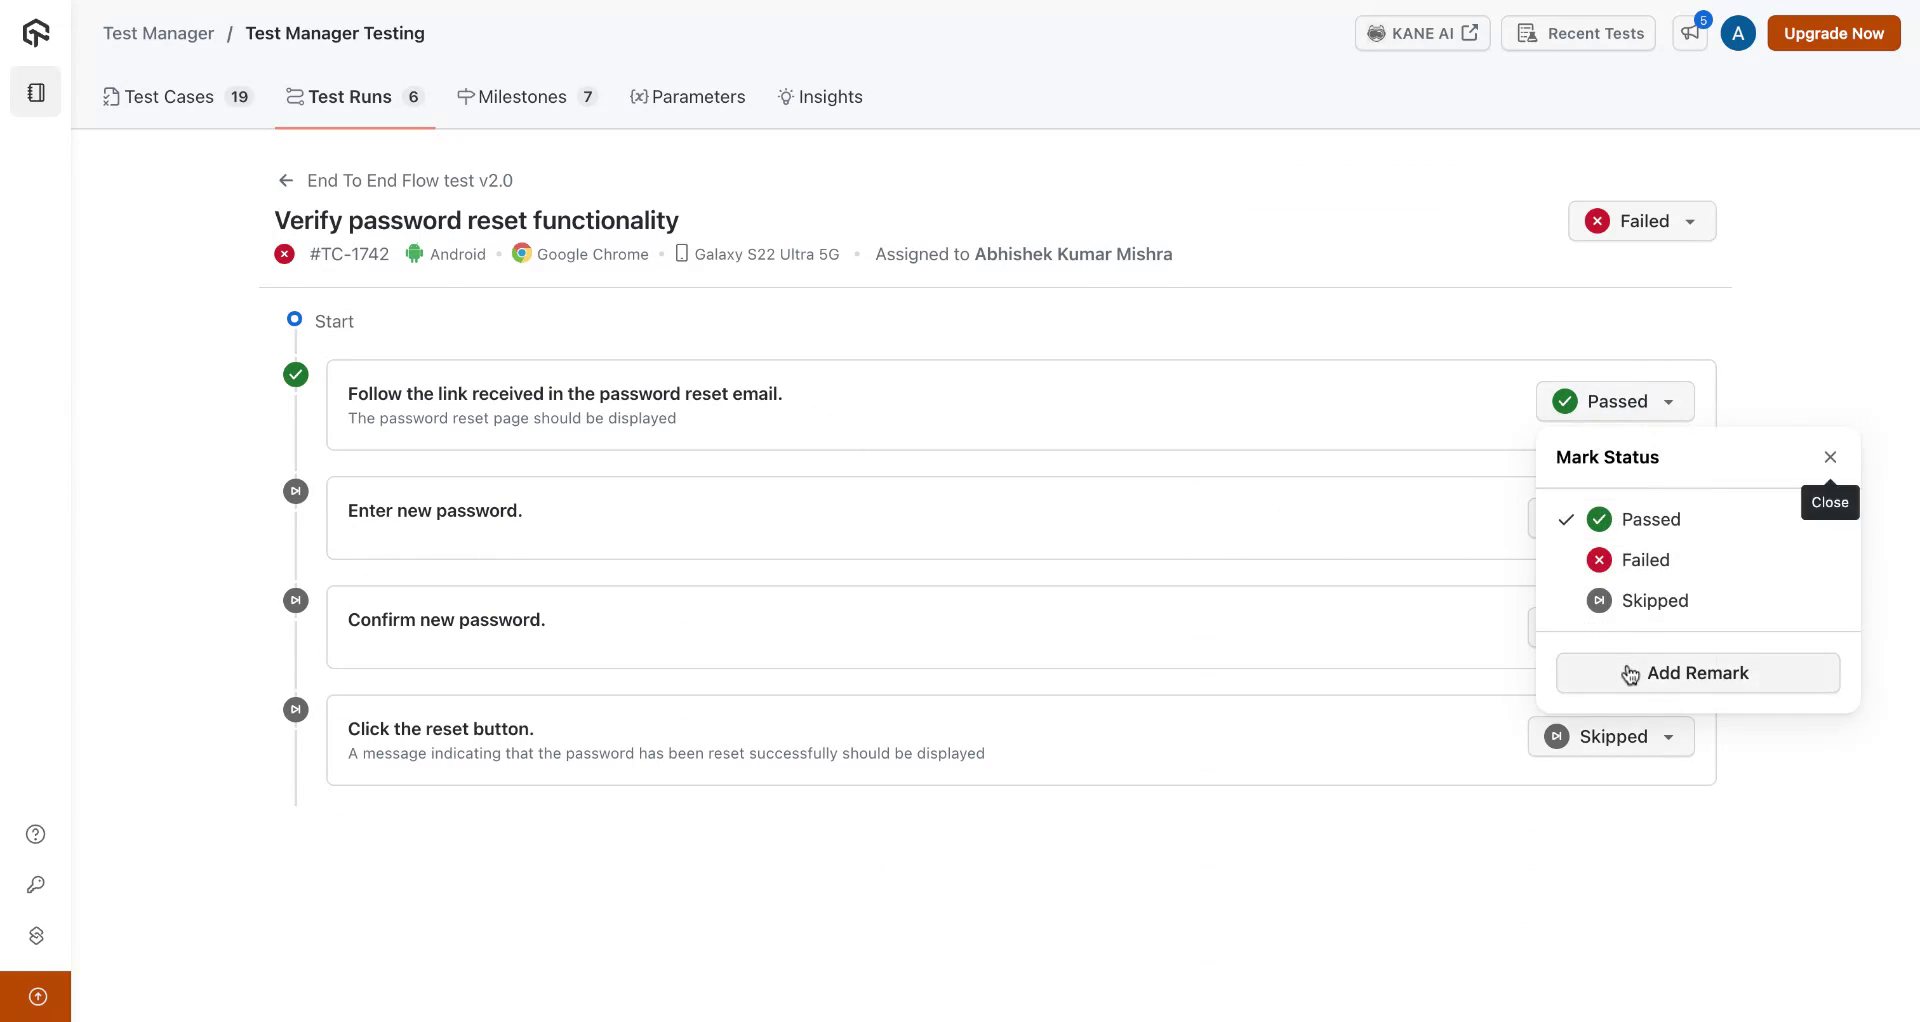 Test Manager / Test Manager Testing
KANE AI
Recent Tests
5
A
Upgrade Now
Test Cases 19
Test Runs 6
Milestones 7
{x} Parameters
Insights
End To End Flow test v2.0
Verify password reset functionality
Failed
#TC-1742 Android • Google Chrome • Galaxy S22 Ultra 5G • Assigned to Abhishek Kumar Mishra
Start
Follow the link received in the password reset email.
The password reset page should be displayed
Passed
Mark Status
Close
Passed
Failed
Skipped
Add Remark
Enter new password.
Confirm new password.
Click the reset button.
A message indicating that the password has been reset successfully should be displayed
Skipped